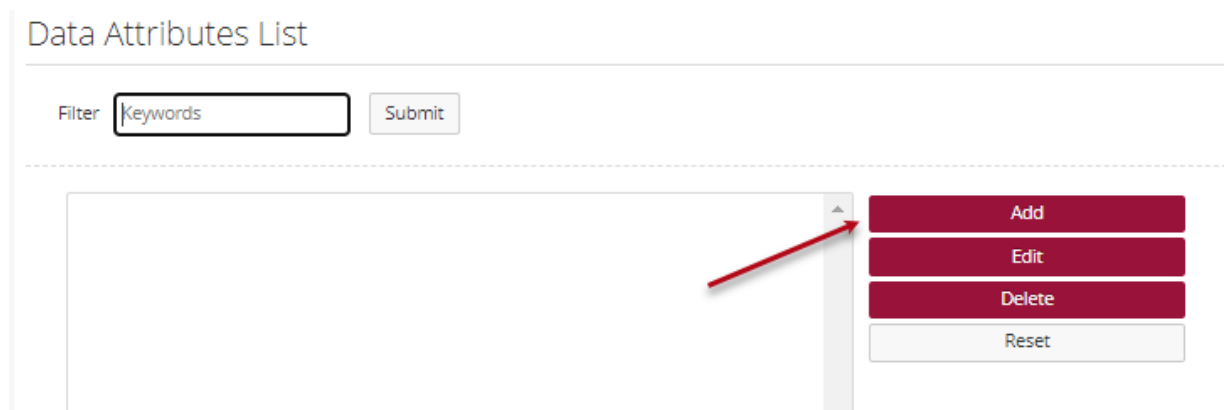 Data Attributes List
Filter Keywords Submit
Add
Edit
Delete
Reset